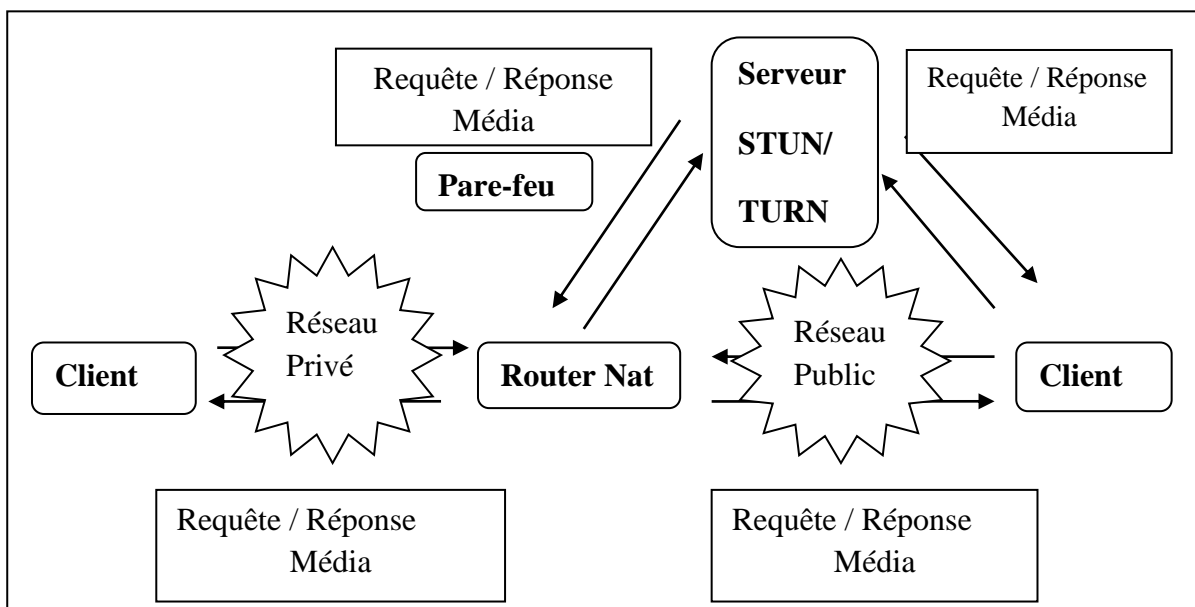 Requête / Réponse
Média
Serveur
STUN/
TURN
Requête / Réponse
Média
Pare-feu
Réseau
Privé
Réseau
Public
Client
Router Nat
Client
Requête / Réponse
Média
Requête / Réponse
Média